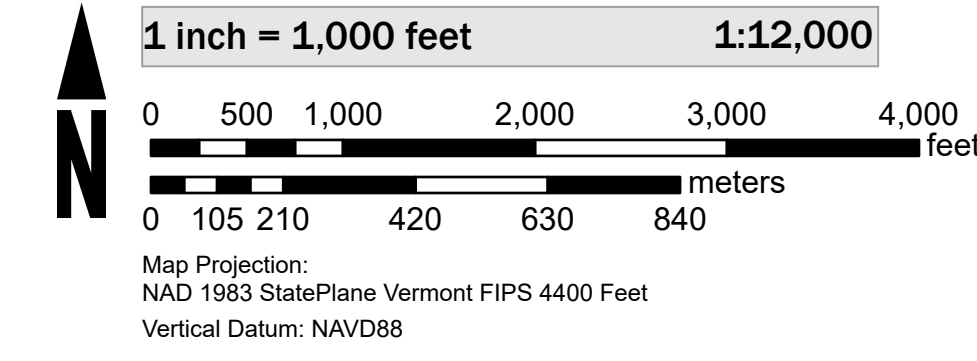 1 inch = 1,000 feet 1:12,000
0 500 1,000 2,000 3,000 4,000
feet
meters
0 105 210 420 630 840
N
Map Projection:
NAD 1983 StatePlane Vermont FIPS 4400 Feet
Vertical Datum: NAVD88